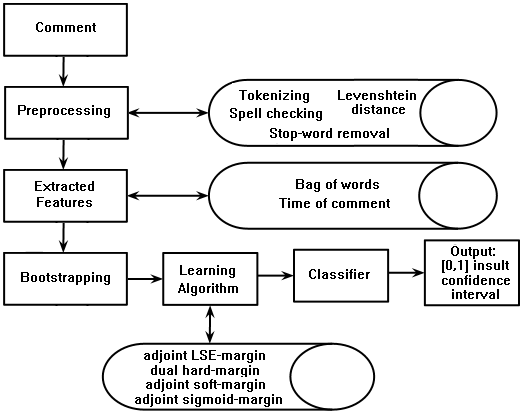 Comment
Preprocessing
Tokenizing
Levenshtein
distance
Spell checking
Stop-word removal
Extracted
Features
Bag of words
Time of comment
Bootstrapping
Learning
Algorithm
Classifier
Output:
[0,1] insult
confidence
interval
adjoint LSE-margin
dual hard-margin
adjoint soft-margin
adjoint sigmoid-margin